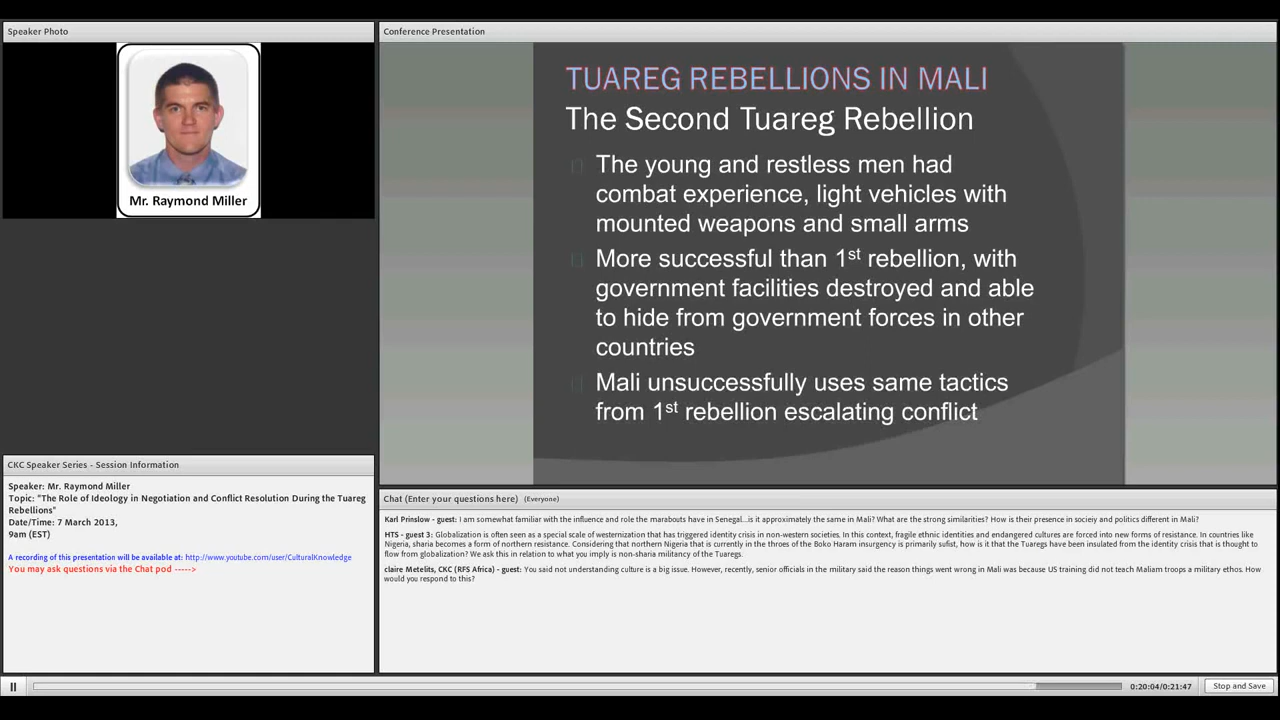 Speaker Photo
Mr. Raymond Miller
Conference Presentation
TUAREG REBELLIONS IN MALI
The Second Tuareg Rebellion
The young and restless men had
combat experience, light vehicles with
mounted weapons and small arms
More successful than 1st rebellion, with
government facilities destroyed and able
to hide from government forces in other
countries
Mali unsuccessfully uses same tactics
from 1st rebellion escalating conflict
CKC Speaker Series - Session Information
Speaker: Mr. Raymond Miller
Topic: "The Role of Ideology in Negotiation and Conflict Resolution During the Tuareg
Rebellions"
Date/Time: 7 March 2013,
9am (EST)
A recording of this presentation will be available at: http://www.youtube.com/user/CulturalKnowledge
You may ask questions via the Chat pod ----->
Chat (Enter your questions here) (Everyone)
Karl Prinslow - guest: I am somewhat familiar with the influence and role the marabouts have in Senegal...is it approximately the same in Mali? What are the strong similarities? How is their presence in socieiy and politics different in Mali?
HTS - guest 3: Globalization is often seen as a special scale of westernization that has triggered identity crisis in non-western societies. In this context, fragile ethnic identities and endangered cultures are forced into new forms of resistance. In countries like
Nigeria, sharia becomes a form of northern resistance. Considering that northern Nigeria that is currently in the throes of the Boko Haram insurgency is primarily sufist, how is it that the Tuaregs have been insulated from the identity crisis that is thought to
flow from globalization? We ask this in relation to what you imply is non-sharia militancy of the Tuaregs.
claire Metelits, CKC (RFS Africa) - guest: You said not understanding culture is a big issue. However, recently, senior officials in the military said the reason things went wrong in Mali was because US training did not teach Maliam troops a military ethos. How
would you respond to this?
0:20:04/0:21:47
Stop and Save